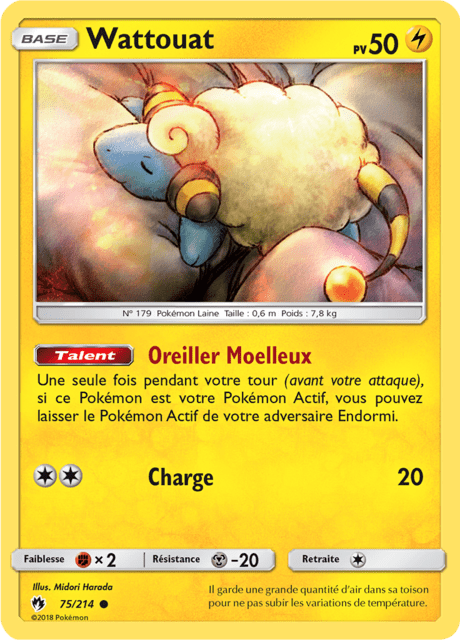 BASE Wattouat PV 50
N° 179 Pokémon Laine Taille : 0,6 m Poids : 7,8 kg
Talent Oreiller Moelleux
Une seule fois pendant votre tour (avant votre attaque),
si ce Pokémon est votre Pokémon Actif, vous pouvez
laisser le Pokémon Actif de votre adversaire Endormi.
Charge 20
Faiblesse × 2 Résistance -20 Retraite
Illus. Midori Harada
75/214
©2018 Pokémon
Il garde une grande quantité d'air dans sa toison
pour ne pas subir les variations de température.